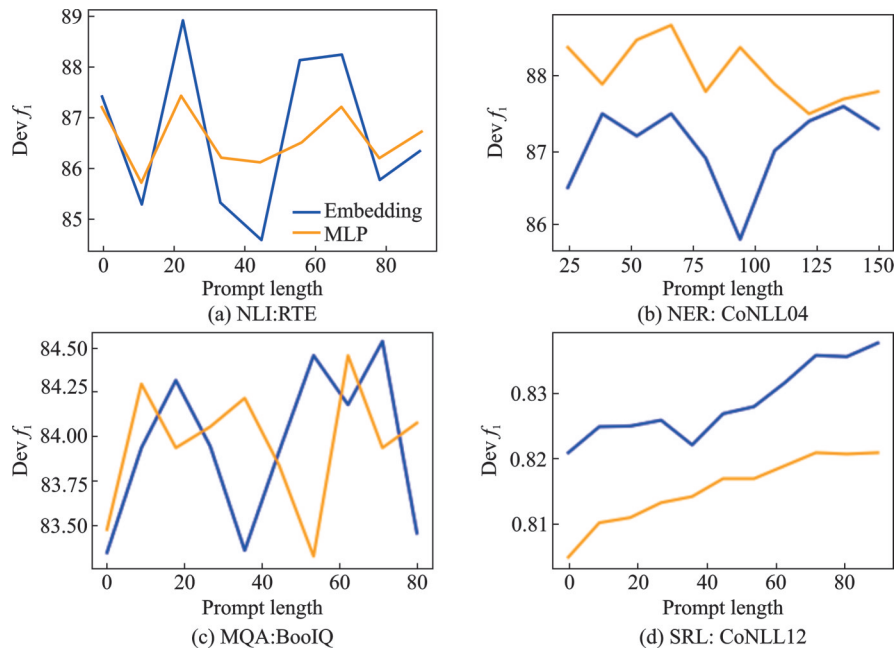 89
88
87
86
85
Dev f₁
Embedding
MLP
0 20 40 60 80
Prompt length
(a) NLI:RTE
88
87
86
Dev f₁
25 50 75 100 125 150
Prompt length
(b) NER: CoNLL04
84.50
84.25
84.00
83.75
83.50
Dev f₁
0 20 40 60 80
Prompt length
(c) MQA:BooIQ
0.83
0.82
0.81
Dev f₁
0 20 40 60 80
Prompt length
(d) SRL: CoNLL12